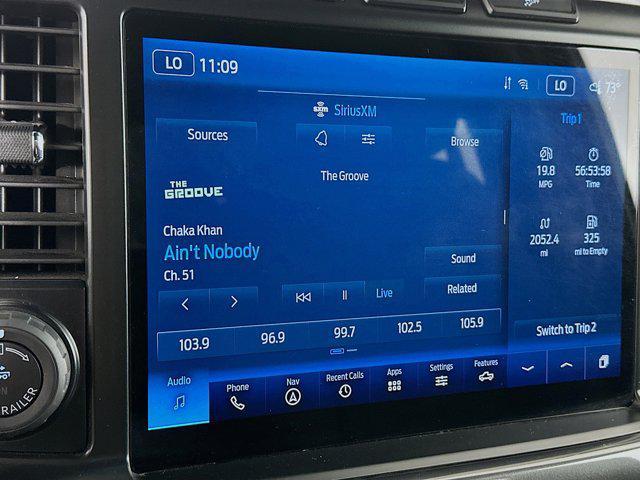 LO 11:09
LO 73°
sxm SiriusXM
Trip 1
Sources
Browse
The Groove
THE GROOVE
19.8 MPG
56:53:58 Time
Chaka Khan
Ain't Nobody
Ch. 51
2052.4 mi
325 mi to Empty
Sound
Live
Related
103.9 96.9 99.7 102.5 105.9
Switch to Trip 2
Audio Phone Nav Recent Calls Apps Settings Features
TRAILER